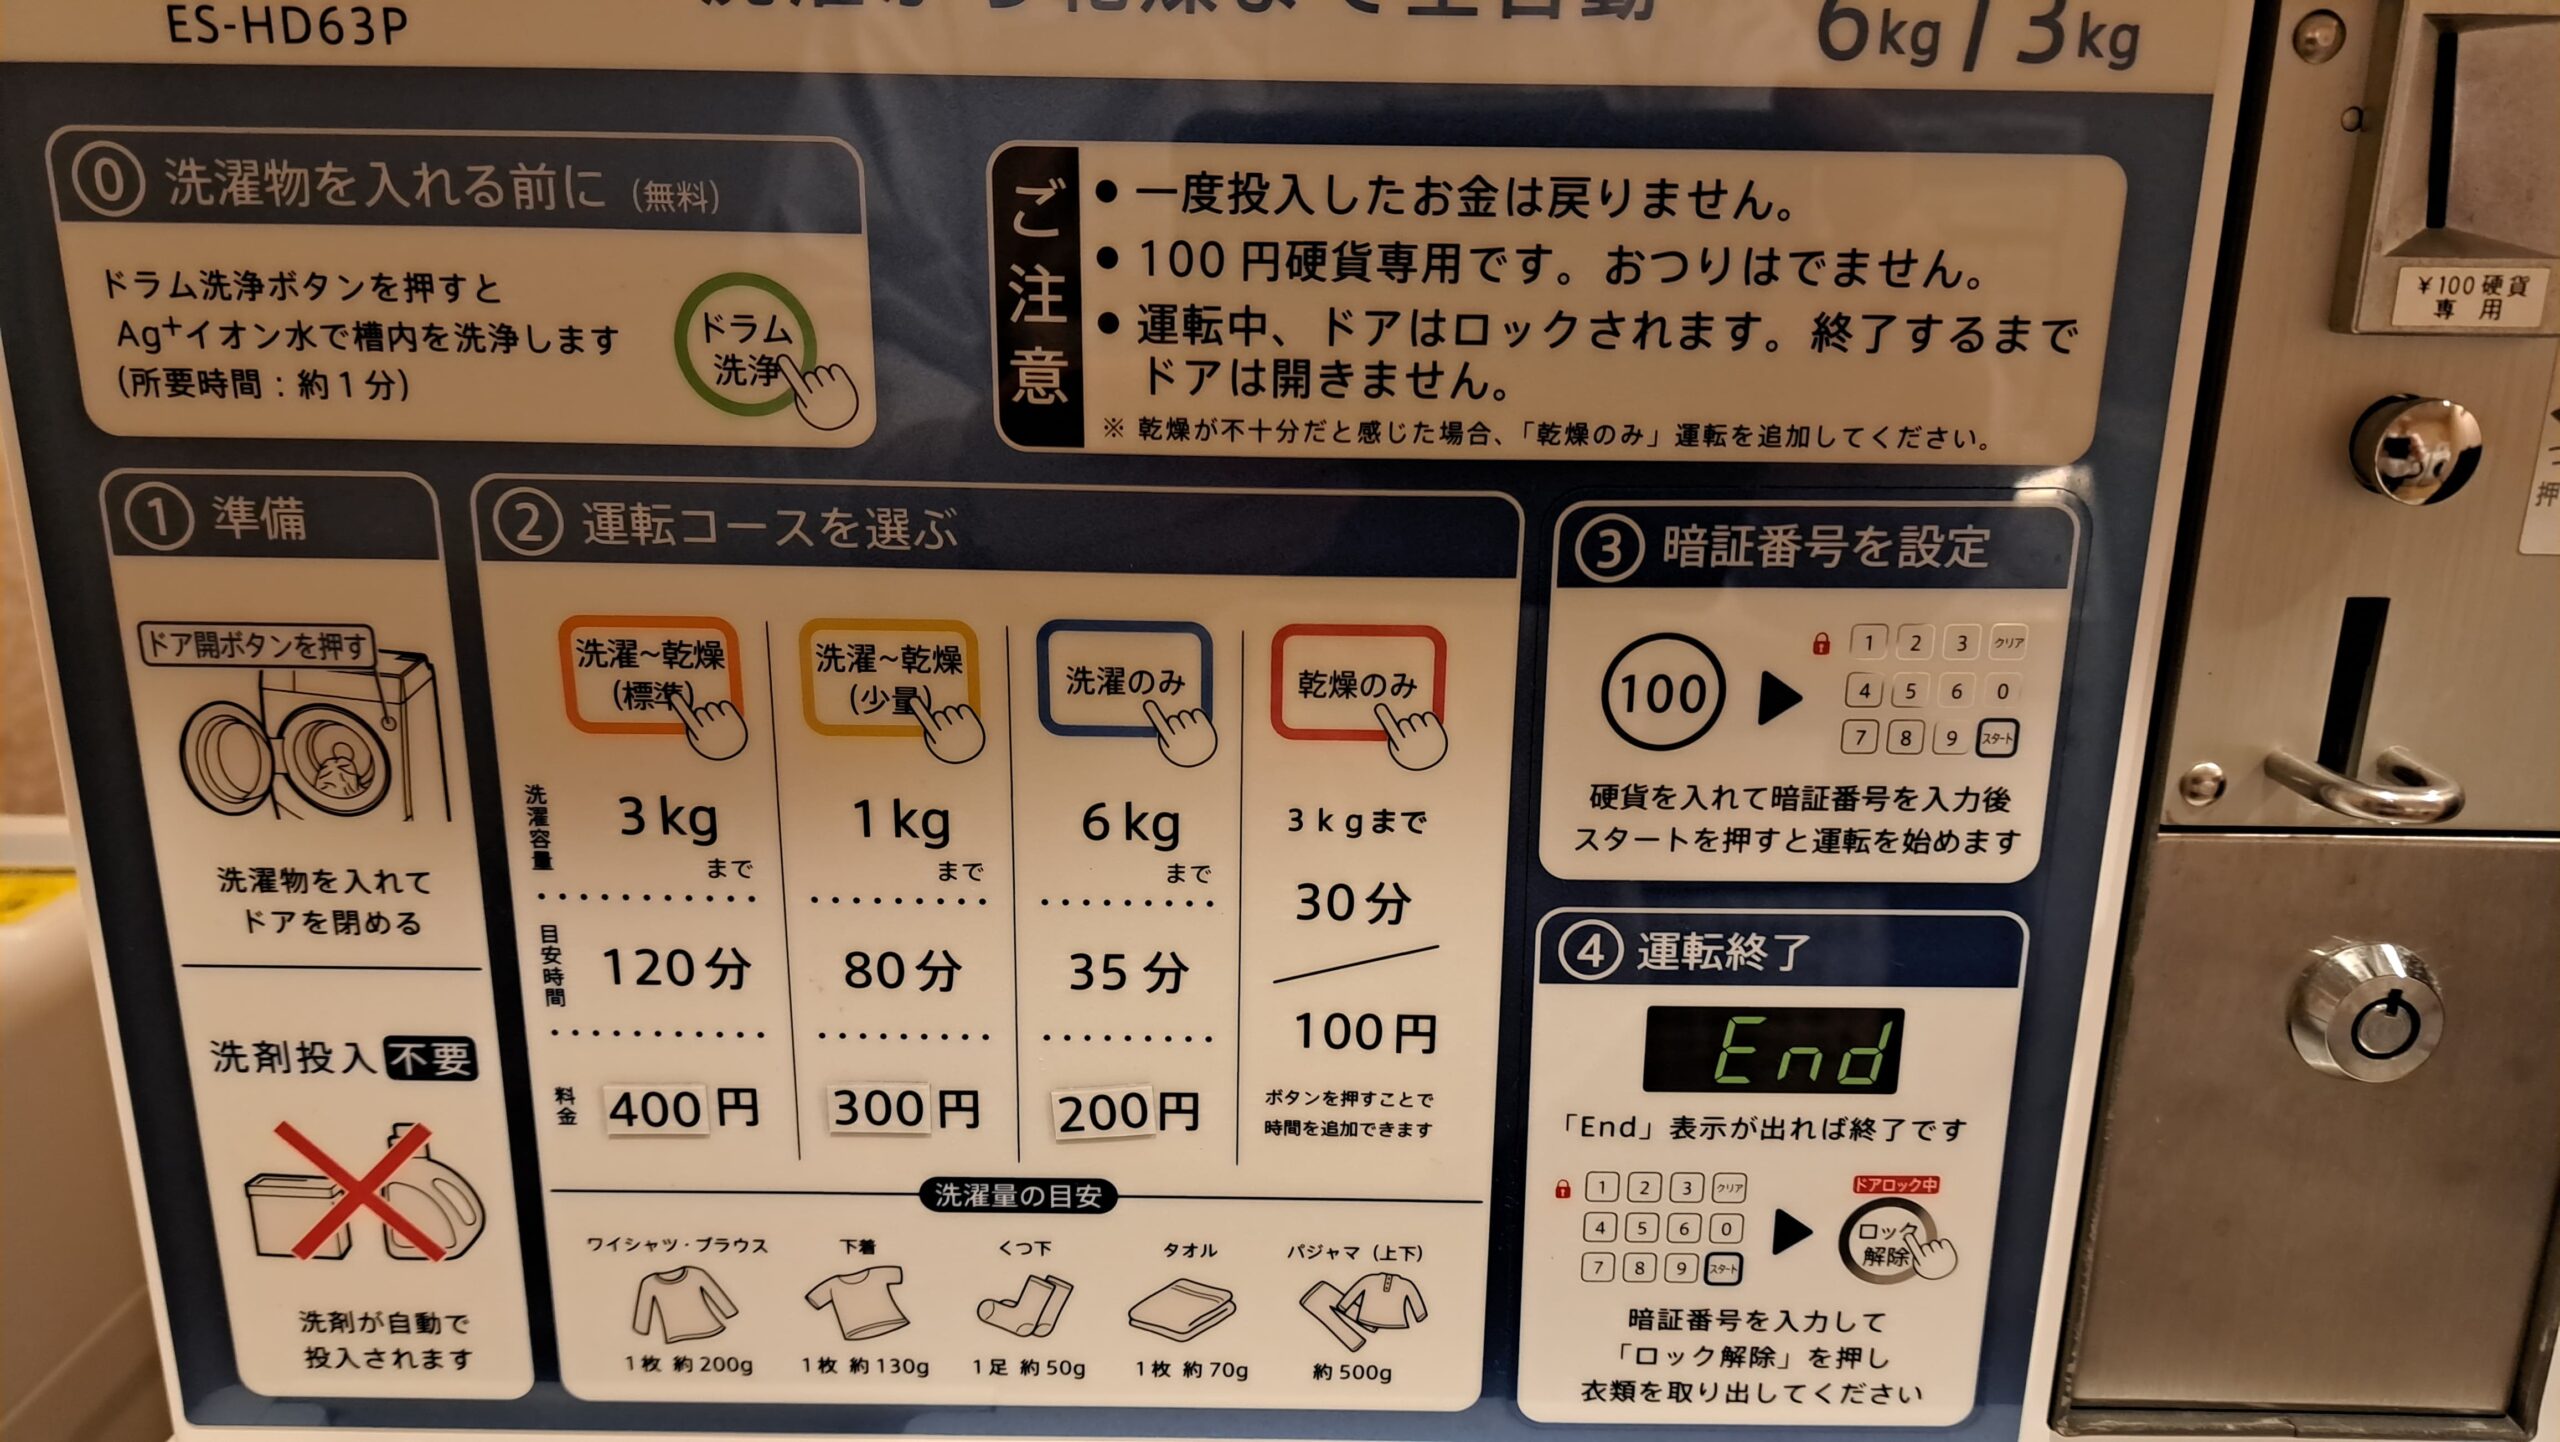 ES-HD63P
洗濯から乾燥まで全自動
6kg / 3kg
⓪ 洗濯物を入れる前に (無料)
ドラム洗浄ボタンを押すと
Ag⁺イオン水で槽内を洗浄します
(所要時間:約1分)
ドラム
洗浄
ご注意
● 一度投入したお金は戻りません。
● 100 円硬貨専用です。おつりはでません。
● 運転中、ドアはロックされます。終了するまで
ドアは開きません。
※ 乾燥が不十分だと感じた場合、「乾燥のみ」運転を追加してください。
¥100硬貨
専用
押
① 準備
ドア開ボタンを押す
洗濯物を入れて
ドアを閉める
洗剤投入 不要
洗剤が自動で
投入されます
② 運転コースを選ぶ
洗濯~乾燥
(標準)
洗濯~乾燥
(少量)
洗濯のみ
乾燥のみ
洗濯容量
3kg
まで
1kg
まで
6kg
まで
3kgまで
目安時間
120分
80分
35分
30分
料金
400円
300円
200円
100円
ボタンを押すことで
時間を追加できます
洗濯量の目安
ワイシャツ・ブラウス
下着
くつ下
タオル
パジャマ(上下)
1枚 約200g
1枚 約130g
1足 約50g
1枚 約70g
約500g
③ 暗証番号を設定
100
1 2 3 クリア
4 5 6 0
7 8 9 スタート
硬貨を入れて暗証番号を入力後
スタートを押すと運転を始めます
④ 運転終了
End
「End」表示が出れば終了です
1 2 3 クリア
4 5 6 0
7 8 9 スタート
ドアロック中
ロック
解除
暗証番号を入力して
「ロック解除」を押し
衣類を取り出してください